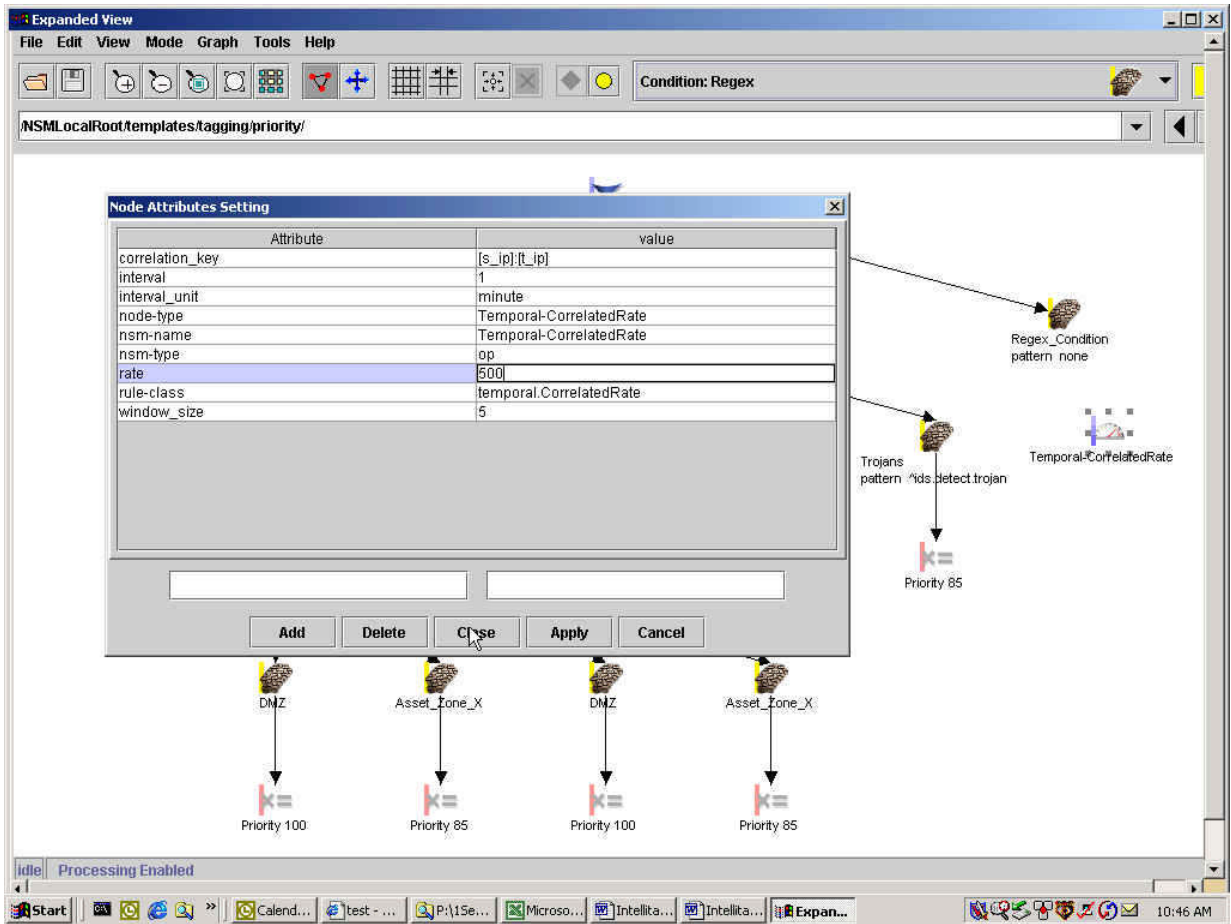 Expanded View
File Edit View Mode Graph Tools Help
Condition: Regex
/NSMLocalRoot/templates/tagging/priority/
Node Attributes Setting
Attribute value
correlation_key [s_ip]:[t_ip]
interval 1
interval_unit minute
node-type Temporal-CorrelatedRate
nsm-name Temporal-CorrelatedRate
nsm-type op
rate 500
rule-class temporal.CorrelatedRate
window_size 5
Add Delete Close Apply Cancel
Regex_Condition
pattern none
Temporal-CorrelatedRate
Trojans
pattern ^ids.detect.trojan
Priority 85
DMZ Asset_Zone_X DMZ Asset_Zone_X
Priority 100 Priority 85 Priority 100 Priority 85
idle Processing Enabled
Start Calend... test - ... P:\15e... Microso... Intellita... Intellita... Expan... 10:46 AM